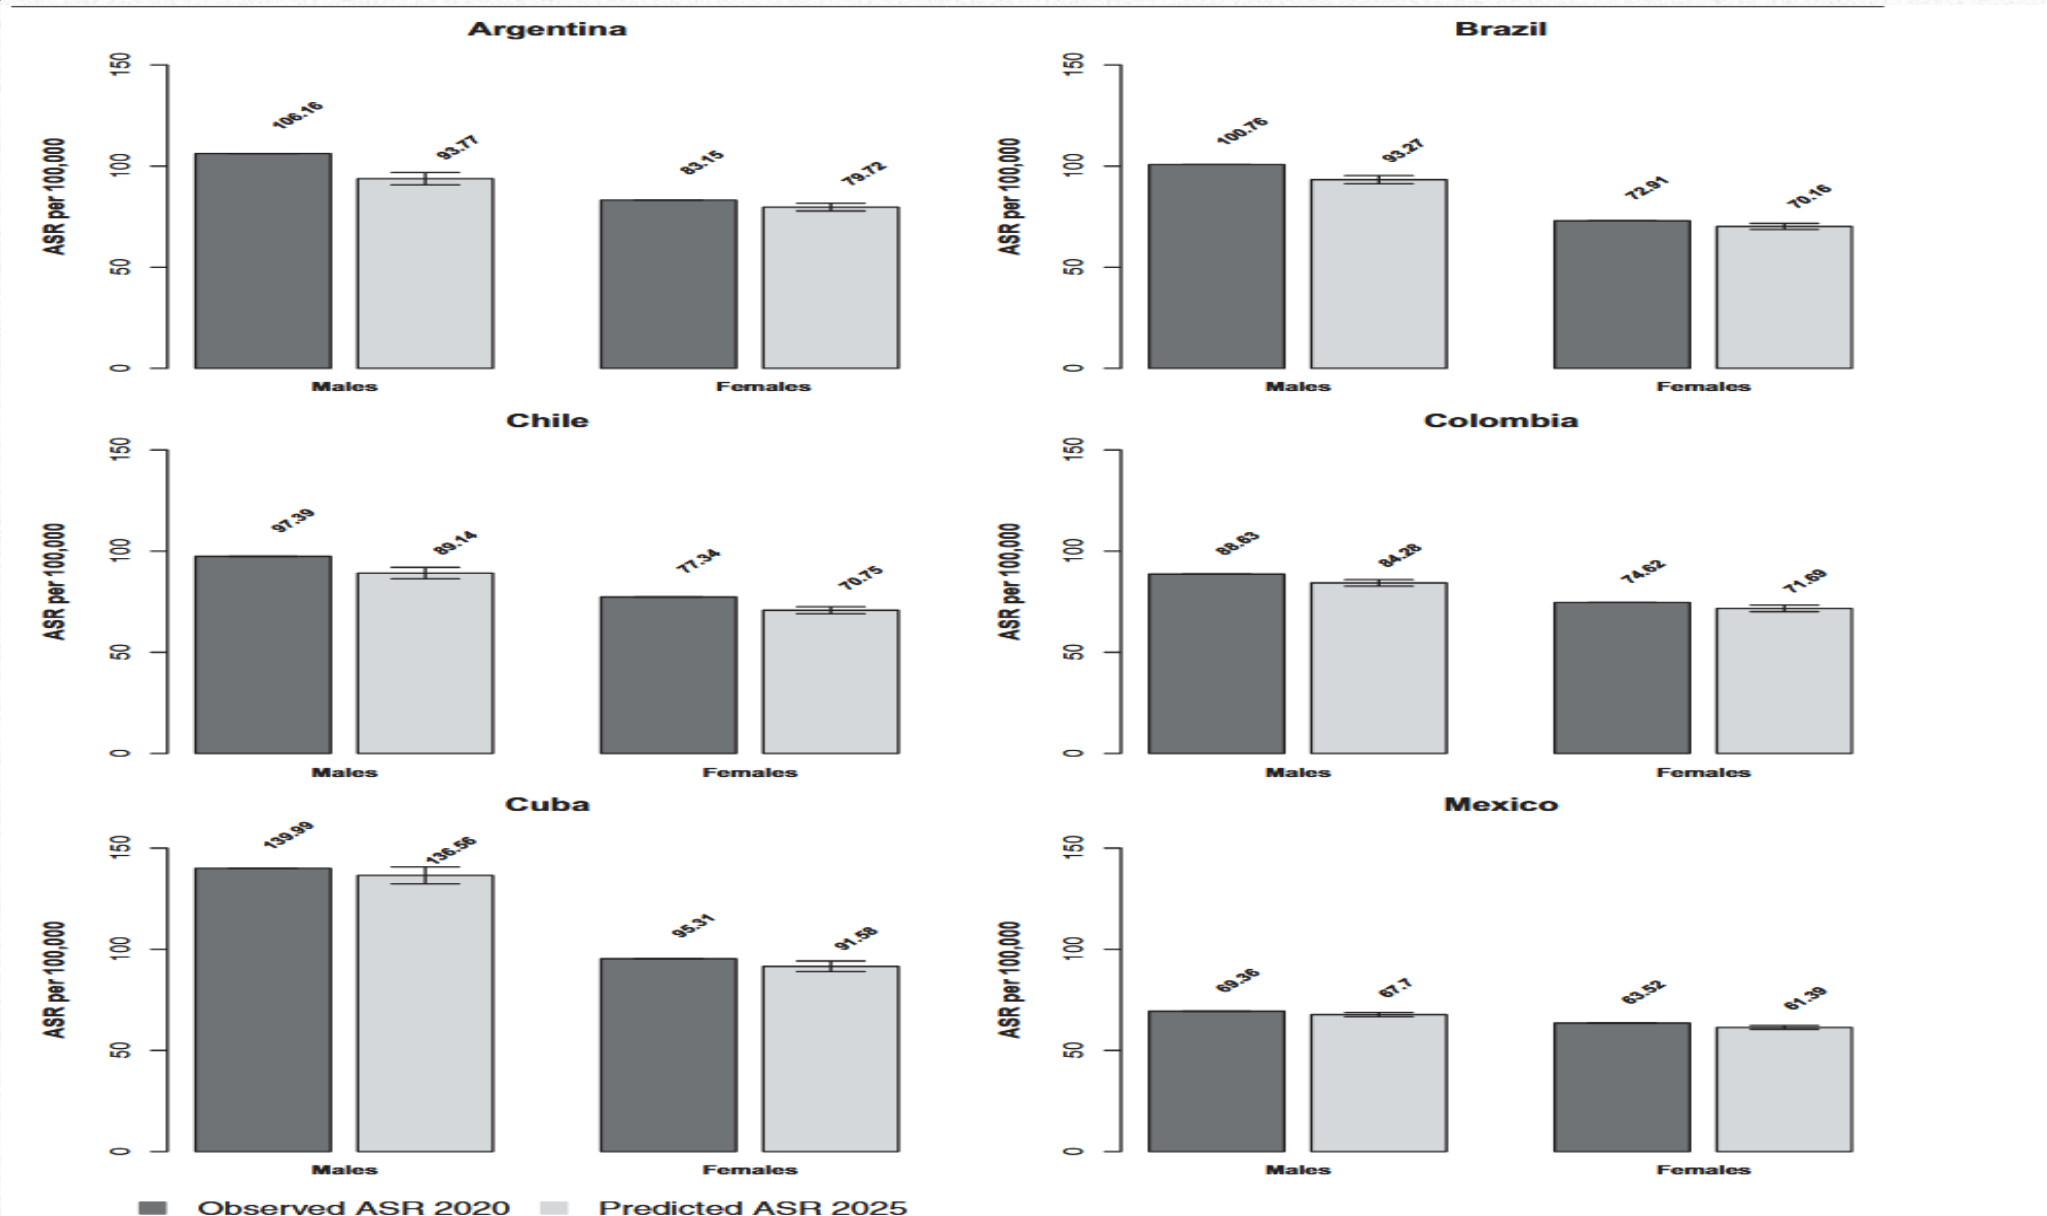 Argentina
ASR per 100,000
150
100
50
0
106.16
93.77
83.15
79.72
Males
Females
Brazil
ASR per 100,000
150
100
50
0
100.76
93.27
72.91
70.16
Males
Females
Chile
ASR per 100,000
150
100
50
0
97.39
89.14
77.34
70.75
Males
Females
Colombia
ASR per 100,000
150
100
50
0
88.63
84.28
74.62
71.69
Males
Females
Cuba
ASR per 100,000
150
100
50
0
139.99
136.56
95.31
91.58
Males
Females
Mexico
ASR per 100,000
150
100
50
0
69.36
67.7
63.52
61.39
Males
Females
Observed ASR 2020
Predicted ASR 2025